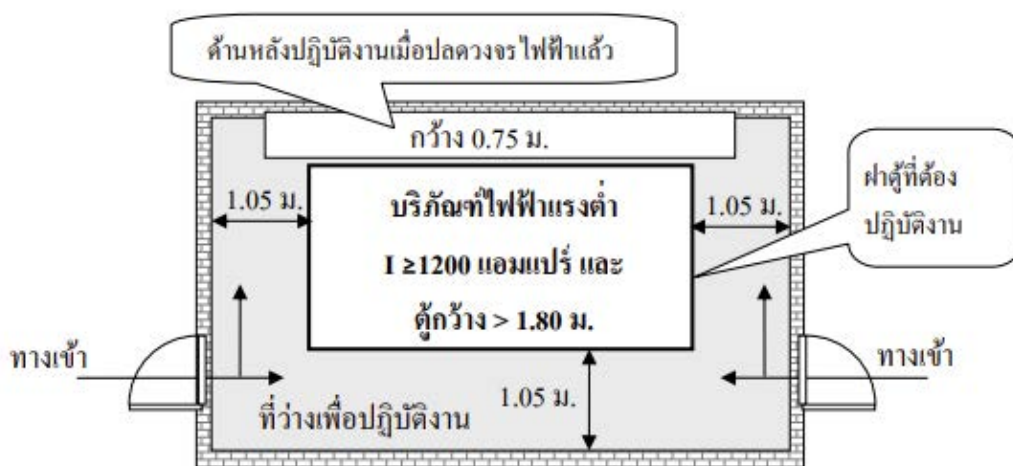 ด้านหลังปฏิบัติงานเมื่อปลดวงจรไฟฟ้าแล้ว
กว้าง 0.75 ม.
1.05 ม.
บริภัณฑ์ไฟฟ้าแรงต่ำ
I ≥1200 แอมแปร์ และ
ตู้กว้าง > 1.80 ม.
1.05 ม.
ฝาตู้ที่ต้อง
ปฏิบัติงาน
ทางเข้า
ทางเข้า
1.05 ม.
ที่ว่างเพื่อปฏิบัติงาน